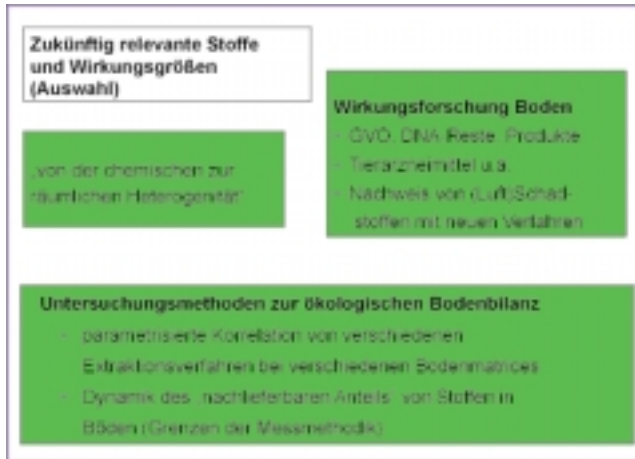 Zukünftig relevante Stoffe
und Wirkungsgrößen
(Auswahl)
Wirkungsforschung Boden
- GVO, DNA Reste, Produkte
- Tierarzneimittel u.a.
- Nachweis von (Luft)Schad-
stoffen mit neuen Verfahren
„von der chemischen zur
räumlichen Heterogenität“
Untersuchungsmethoden zur ökologischen Bodenbilanz
- parametrisierte Korrelation von verschiedenen
Extraktionsverfahren bei verschiedenen Bodenmatrices
- Dynamik des „nachlieferbaren Anteils“ von Stoffen in
Böden (Grenzen der Messmethodik)